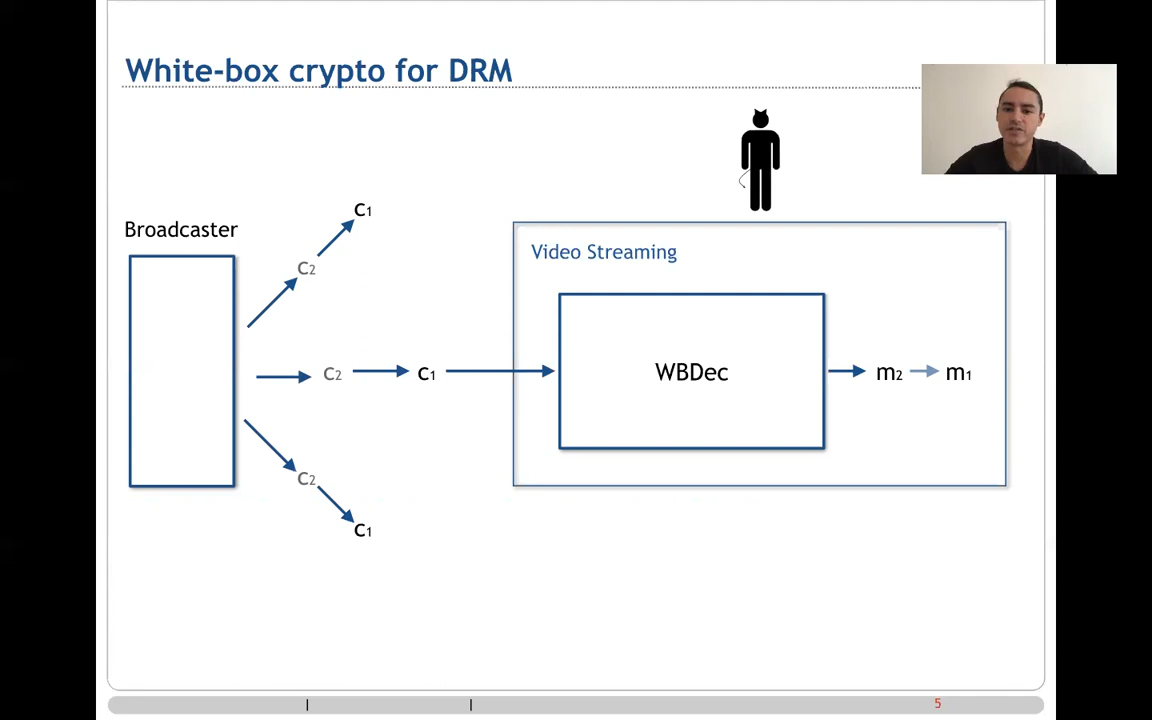 White-box crypto for DRM
Broadcaster
c1
c2
Video Streaming
c2
c1
WBDec
m2
m1
c2
c1
5